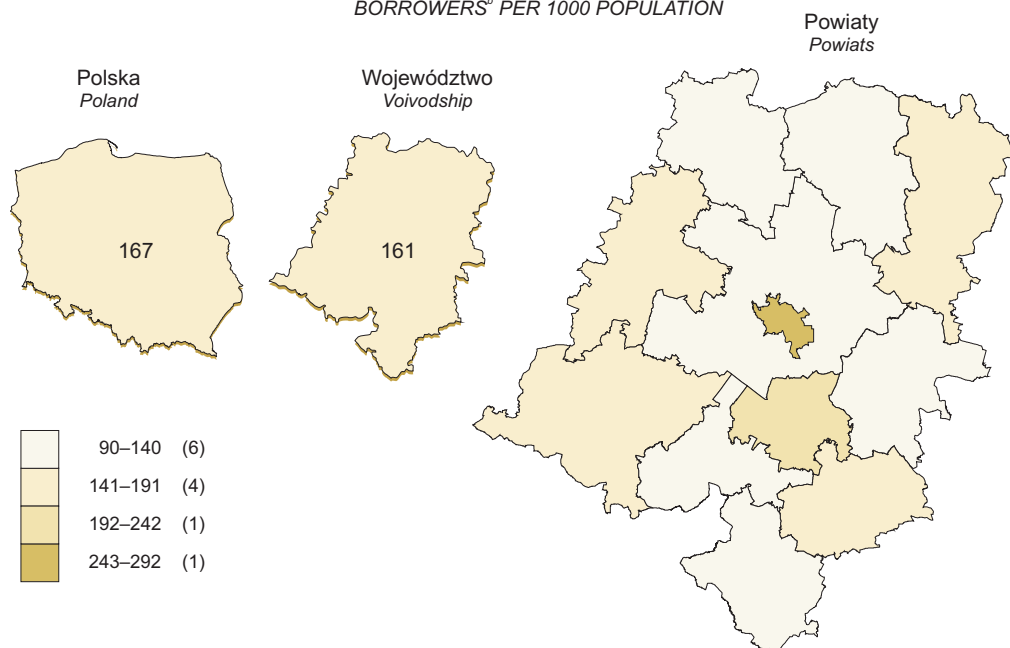 BORROWERSᵇ PER 1000 POPULATION
Powiaty
Powiats
Polska
Poland
Województwo
Voivodship
167
161
90–140 (6)
141–191 (4)
192–242 (1)
243–292 (1)